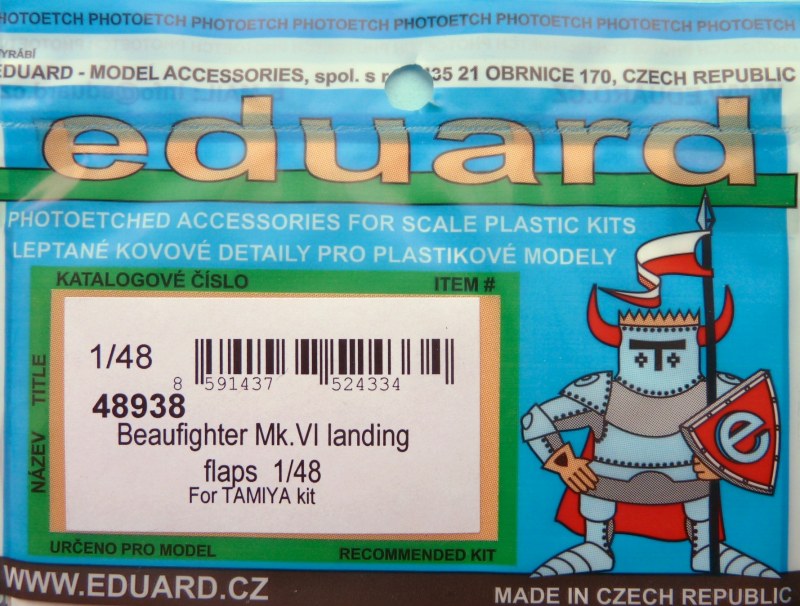 PHOTOETCH PHOTOETCH PHOTOETCH PHOTOETCH PHOTOETCH PHOTOETCH PHOTOETCH
VYRÁBÍ
EDUARD - MODEL ACCESSORIES, spol. s r. 435 21 OBRNICE 170, CZECH REPUBLIC
eduard
PHOTOETCHED ACCESSORIES FOR SCALE PLASTIC KITS
LEPTANÉ KOVOVÉ DETAILY PRO PLASTIKOVÉ MODELY
KATALOGOVÉ ČÍSLO ITEM #
1/48
8 591437 524334
48938
Beaufighter Mk.VI landing
flaps 1/48
For TAMIYA kit
NÁZEV TITLE
URČENO PRO MODEL RECOMMENDED KIT
e
WWW.EDUARD.CZ
MADE IN CZECH REPUBLIC